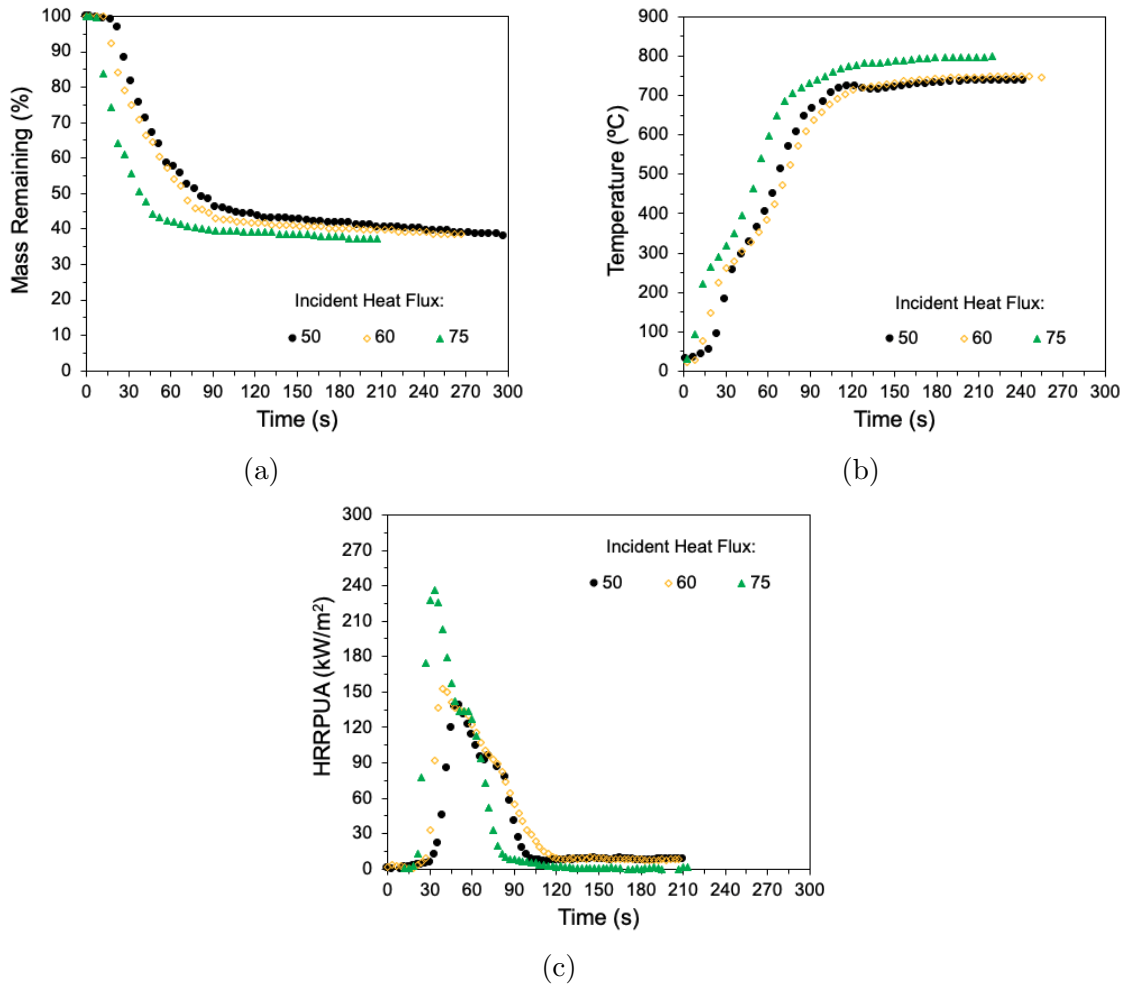 100
90
80
70
60
50
40
30
20
10
0
Mass Remaining (%)
Incident Heat Flux:
50 60 75
0 30 60 90 120 150 180 210 240 270 300
Time (s)
(a)
900
800
700
600
500
400
300
200
100
0
Temperature (ºC)
Incident Heat Flux:
50 60 75
0 30 60 90 120 150 180 210 240 270 300
Time (s)
(b)
300
270
240
210
180
150
120
90
60
30
0
HRRPUA (kW/m²)
Incident Heat Flux:
50 60 75
0 30 60 90 120 150 180 210 240 270 300
Time (s)
(c)